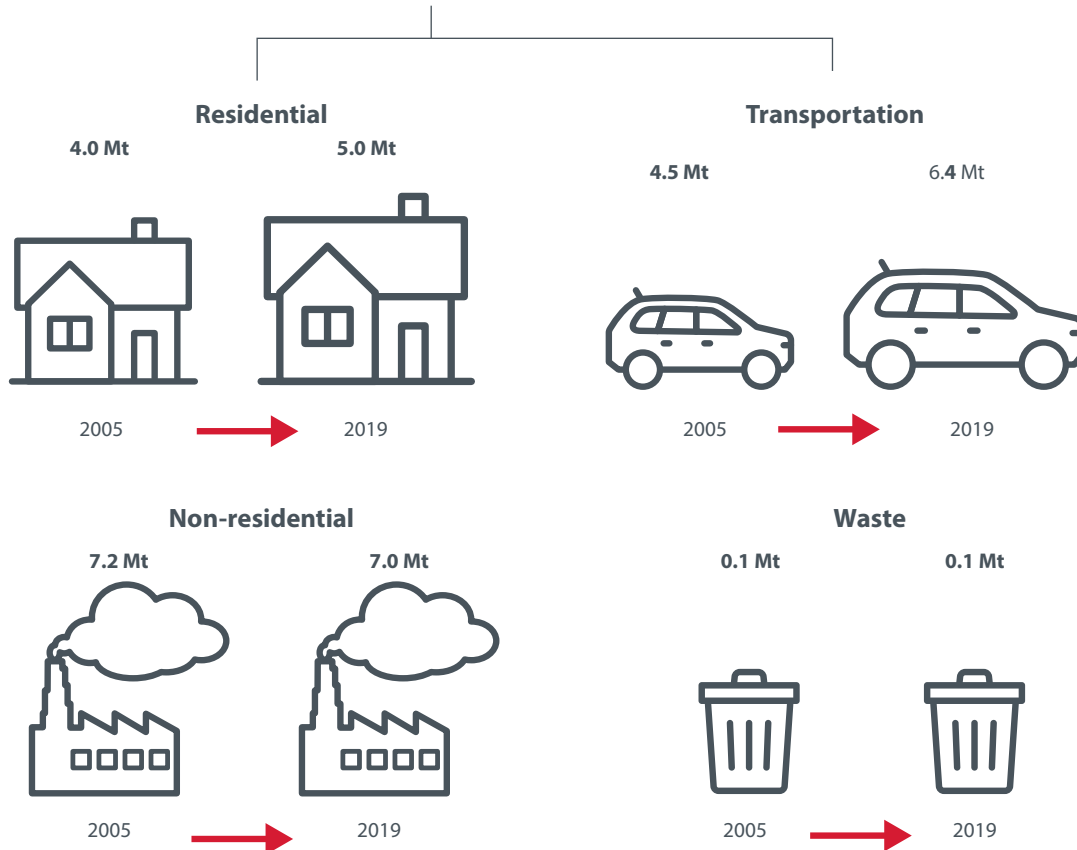 Residential
4.0 Mt
5.0 Mt
2005
2019
Transportation
4.5 Mt
6.4 Mt
2005
2019
Non-residential
7.2 Mt
7.0 Mt
2005
2019
Waste
0.1 Mt
0.1 Mt
2005
2019